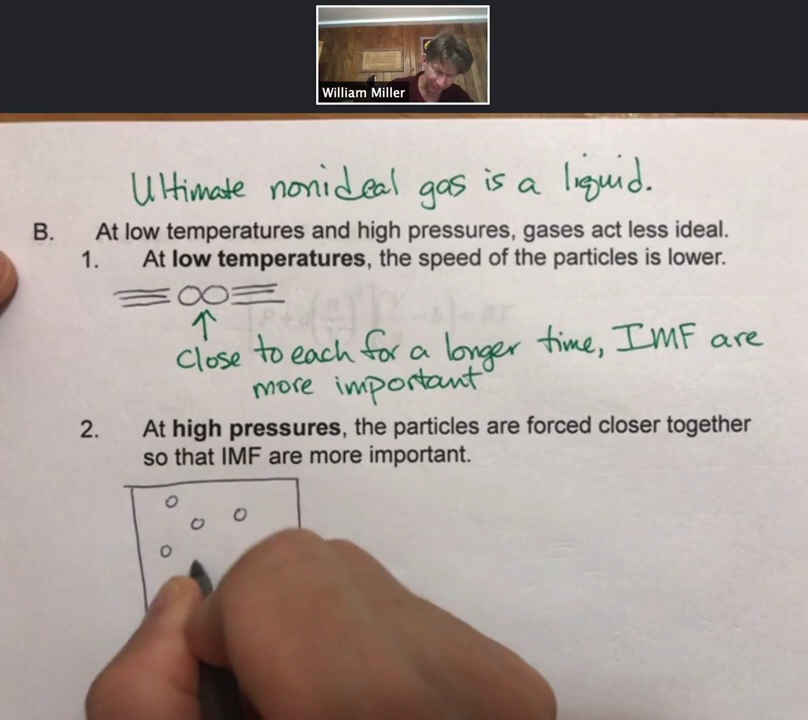 William Miller
Ultimate nonideal gas is a liquid.
B. At low temperatures and high pressures, gases act less ideal.
1. At low temperatures, the speed of the particles is lower.
Close to each for a longer time, IMF are
more important
2. At high pressures, the particles are forced closer together
so that IMF are more important.